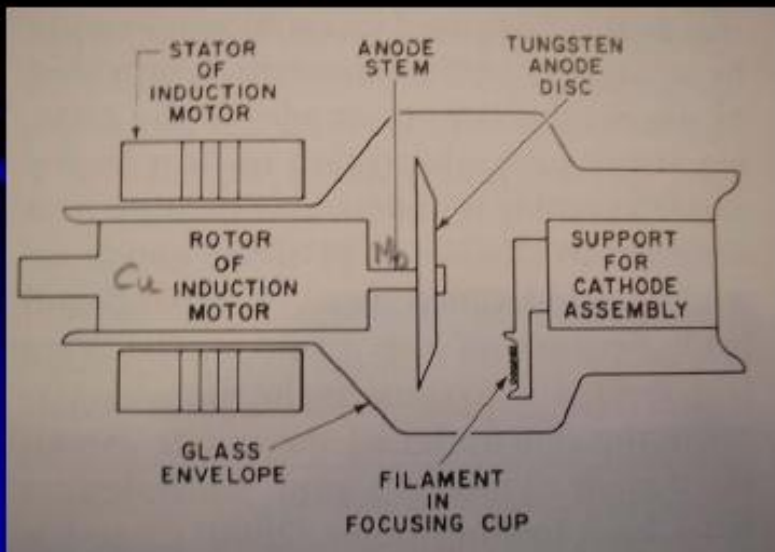 STATOR
OF
INDUCTION
MOTOR
ANODE
STEM
TUNGSTEN
ANODE
DISC
ROTOR
OF
INDUCTION
MOTOR
Cu
Mo
SUPPORT
FOR
CATHODE
ASSEMBLY
GLASS
ENVELOPE
FILAMENT
IN
FOCUSING CUP